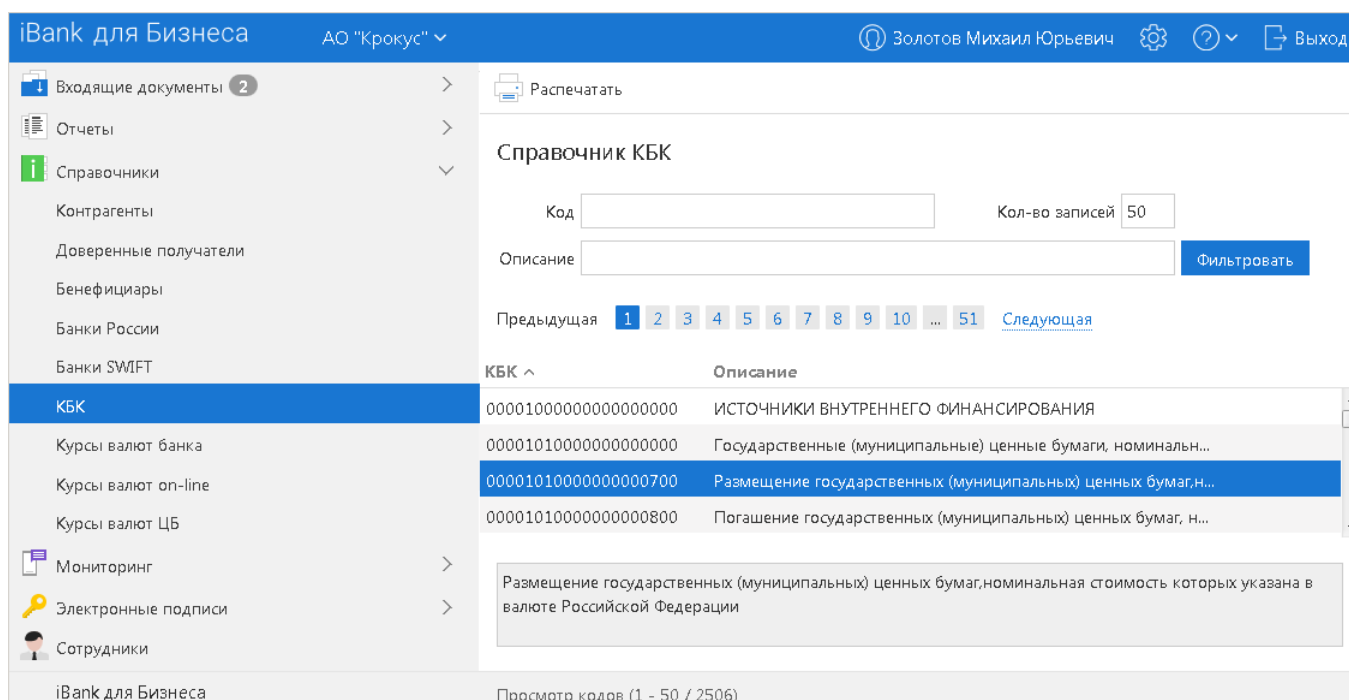 iBank для Бизнеса
АО "Крокус"
Золотов Михаил Юрьевич
Выход
Входящие документы 2
Отчеты
Справочники
Контрагенты
Доверенные получатели
Бенефициары
Банки России
Банки SWIFT
КБК
Курсы валют банка
Курсы валют on-line
Курсы валют ЦБ
Мониторинг
Электронные подписи
Сотрудники
iBank для Бизнеса
Распечатать
Справочник КБК
Код
Кол-во записей 50
Описание
Фильтровать
Предыдущая 1 2 3 4 5 6 7 8 9 10 ... 51 Следующая
КБК Описание
00001000000000000000 ИСТОЧНИКИ ВНУТРЕННЕГО ФИНАНСИРОВАНИЯ
00001010000000000000 Государственные (муниципальные) ценные бумаги, номинальн...
00001010000000000700 Размещение государственных (муниципальных) ценных бумаг,н...
00001010000000000800 Погашение государственных (муниципальных) ценных бумаг, н...
Размещение государственных (муниципальных) ценных бумаг,номинальная стоимость которых указана в
валюте Российской Федерации
Просмотр кодов (1 - 50 / 2506)